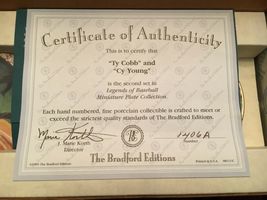 Certificate of Authenticity
This is to certify that
"Ty Cobb" and
"Cy Young"
is the second set in
Legends of Baseball
Miniature Plate Collection
Each hand numbered, fine porcelain collectible is crafted to meet or
exceed the strictest quality standards of The Bradford Editions.
J. Marie Korth
Director
1406A
Number
The Bradford Editions